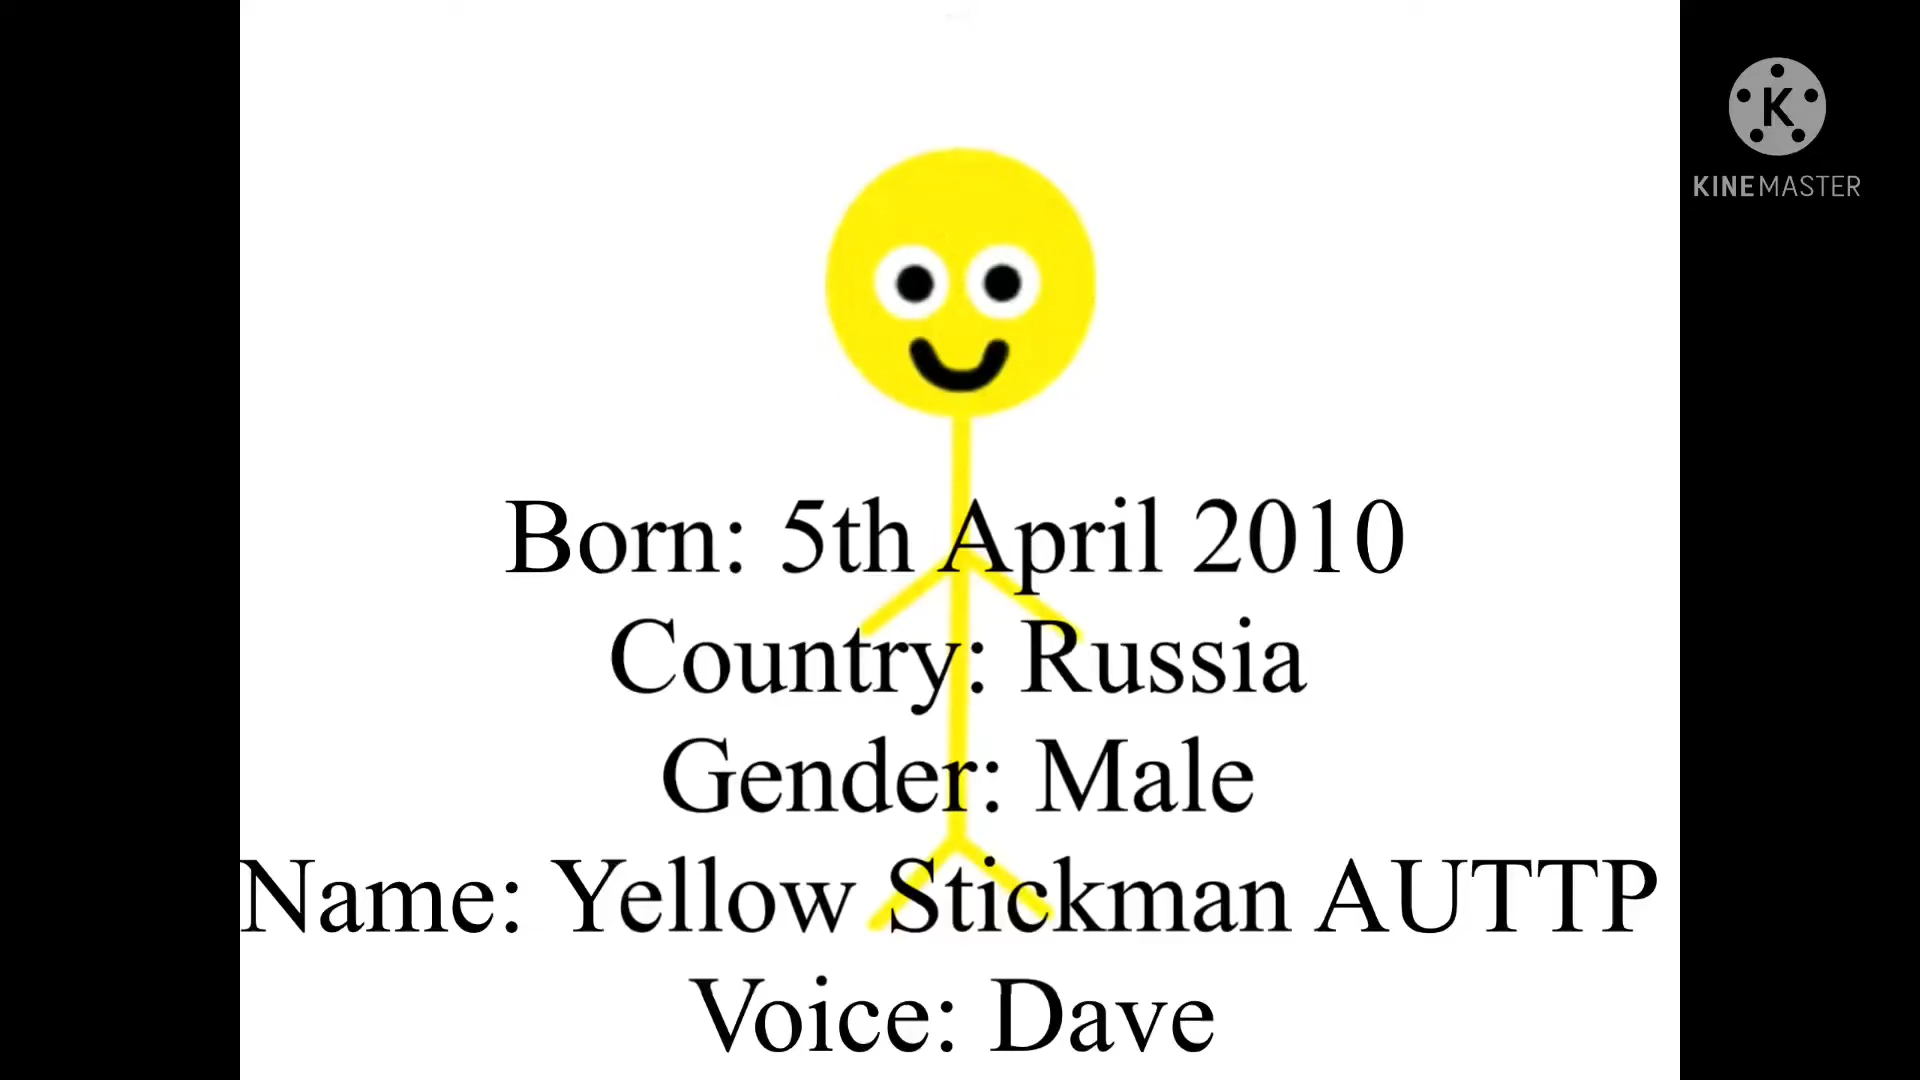 K
KINEMASTER
Born: 5th April 2010
Country: Russia
Gender: Male
Name: Yellow Stickman AUTTP
Voice: Dave